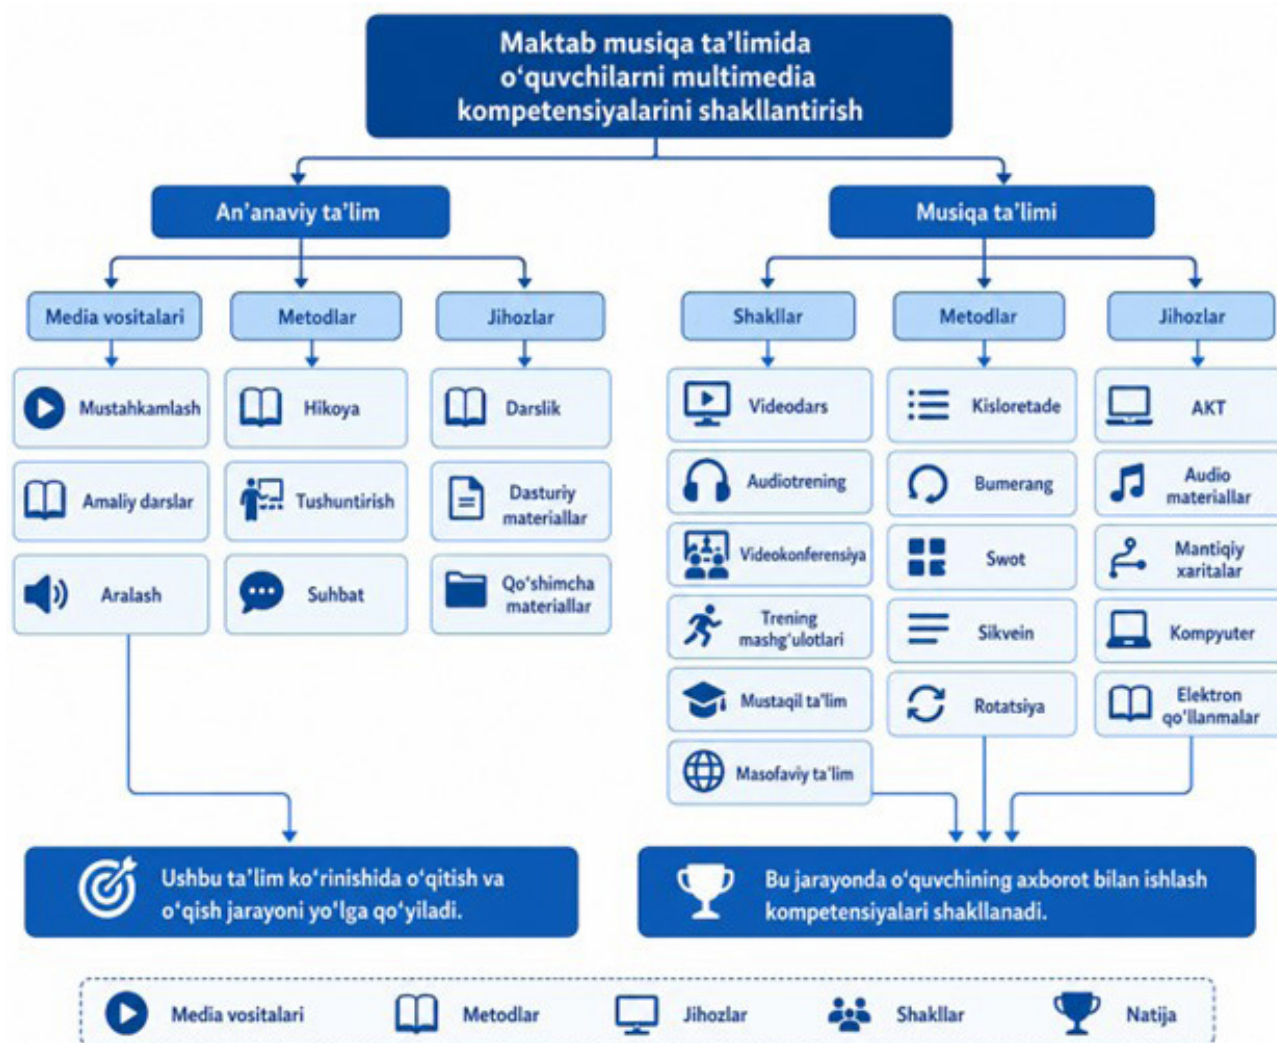 Maktab musiqa ta’limida
o‘quvchilarni multimedia
kompetensiyalarini shakllantirish
An’anaviy ta’lim
Musiqa ta’limi
Media vositalari
Metodlar
Jihozlar
Shakllar
Metodlar
Jihozlar
Mustahkamlash
Hikoya
Darslik
Videodars
Kisloretade
AKT
Amaliy darslar
Tushuntirish
Dasturiy
materiallar
Audiotrening
Bumerang
Audio
materiallar
Videokonferensiya
Swot
Mantiqiy
xaritalar
Aralash
Suhbat
Qo‘shimcha
materiallar
Trening
mashg‘ulotlari
Sikvein
Kompyuter
Mustaqil ta’lim
Rotatsiya
Elektron
qo‘llanmalar
Masofaviy ta’lim
Ushbu ta’lim ko‘rinishida o‘qitish va
o‘qish jarayoni yo‘lga qo‘yiladi.
Bu jarayonda o‘quvchining axborot bilan ishlash
kompetensiyalari shakllanadi.
Media vositalari
Metodlar
Jihozlar
Shakllar
Natija